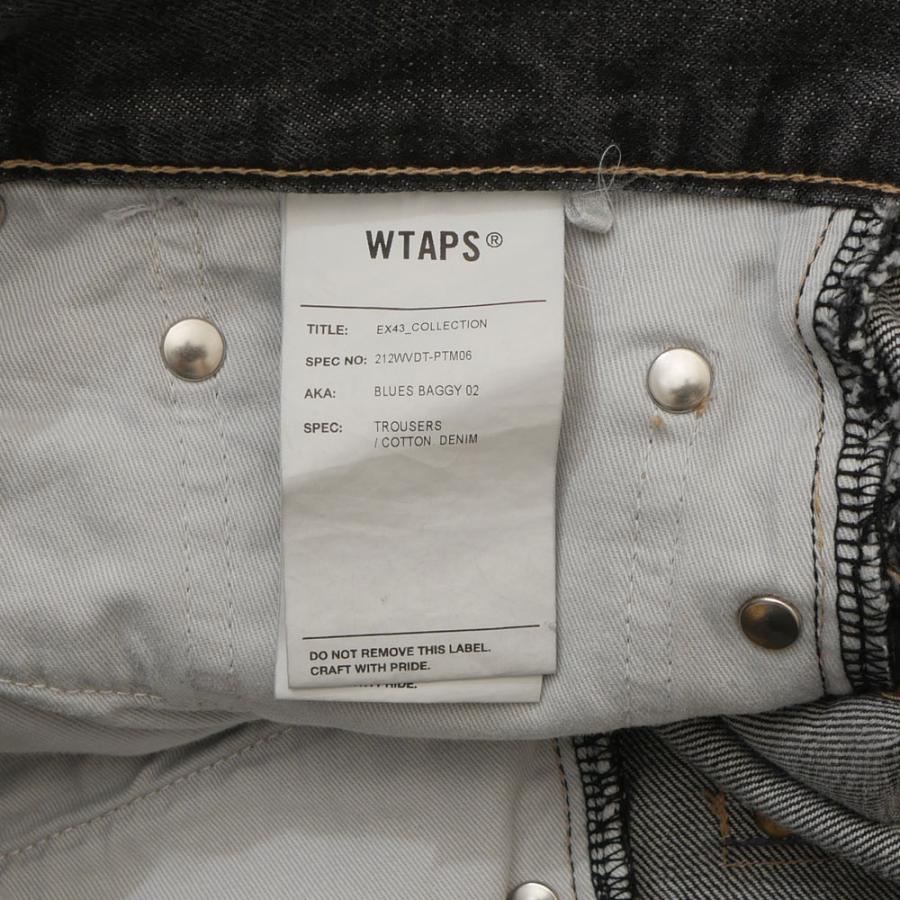 WTAPS®
TITLE: EX43_COLLECTION
SPEC NO: 212WVDT-PTM06
AKA: BLUES BAGGY 02
SPEC: TROUSERS
/ COTTON. DENIM
DO NOT REMOVE THIS LABEL.
CRAFT WITH PRIDE.
PRIDE.